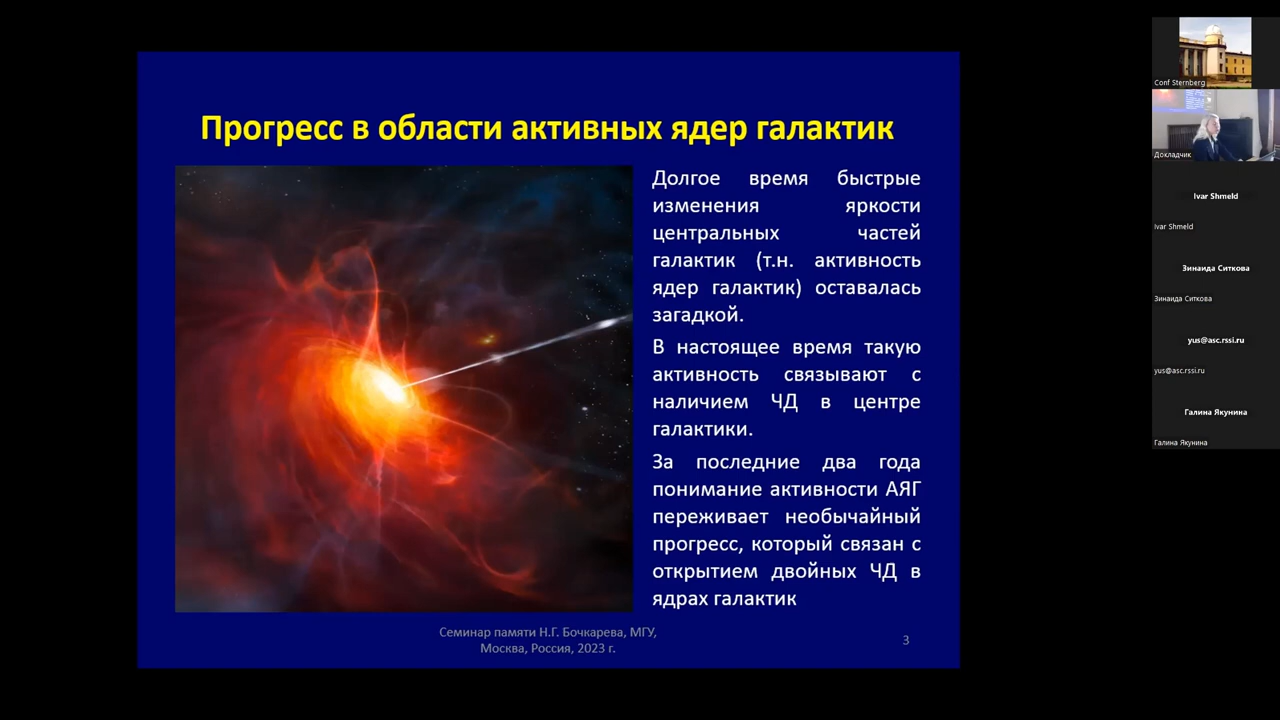 Прогресс в области активных ядер галактик
Долгое время быстрые
изменения яркости
центральных частей
галактик (т.н. активность
ядер галактик) оставалась
загадкой.
В настоящее время такую
активность связывают с
наличием ЧД в центре
галактики.
За последние два года
понимание активности АЯГ
переживает необычайный
прогресс, который связан с
открытием двойных ЧД в
ядрах галактик
Семинар памяти Н.Г. Бочкарева, МГУ,
Москва, Россия, 2023 г.
3
Conf Sternberg
Докладчик
Ivar Shmeld
Ivar Shmeld
Зинаида Ситкова
Зинаида Ситкова
yus@asc.rssi.ru
yus@asc.rssi.ru
Галина Якунина
Галина Якунина